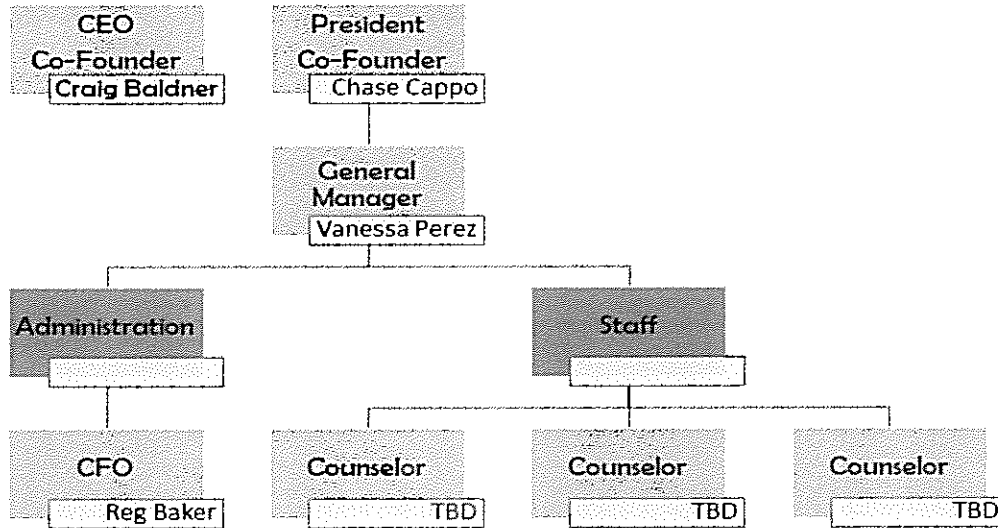 CEO
Co-Founder
Craig Baldner
President
Co-Founder
Chase Cappo
General
Manager
Vanessa Perez
Administration
Staff
CFO
Reg Baker
Counselor
TBD
Counselor
TBD
Counselor
TBD